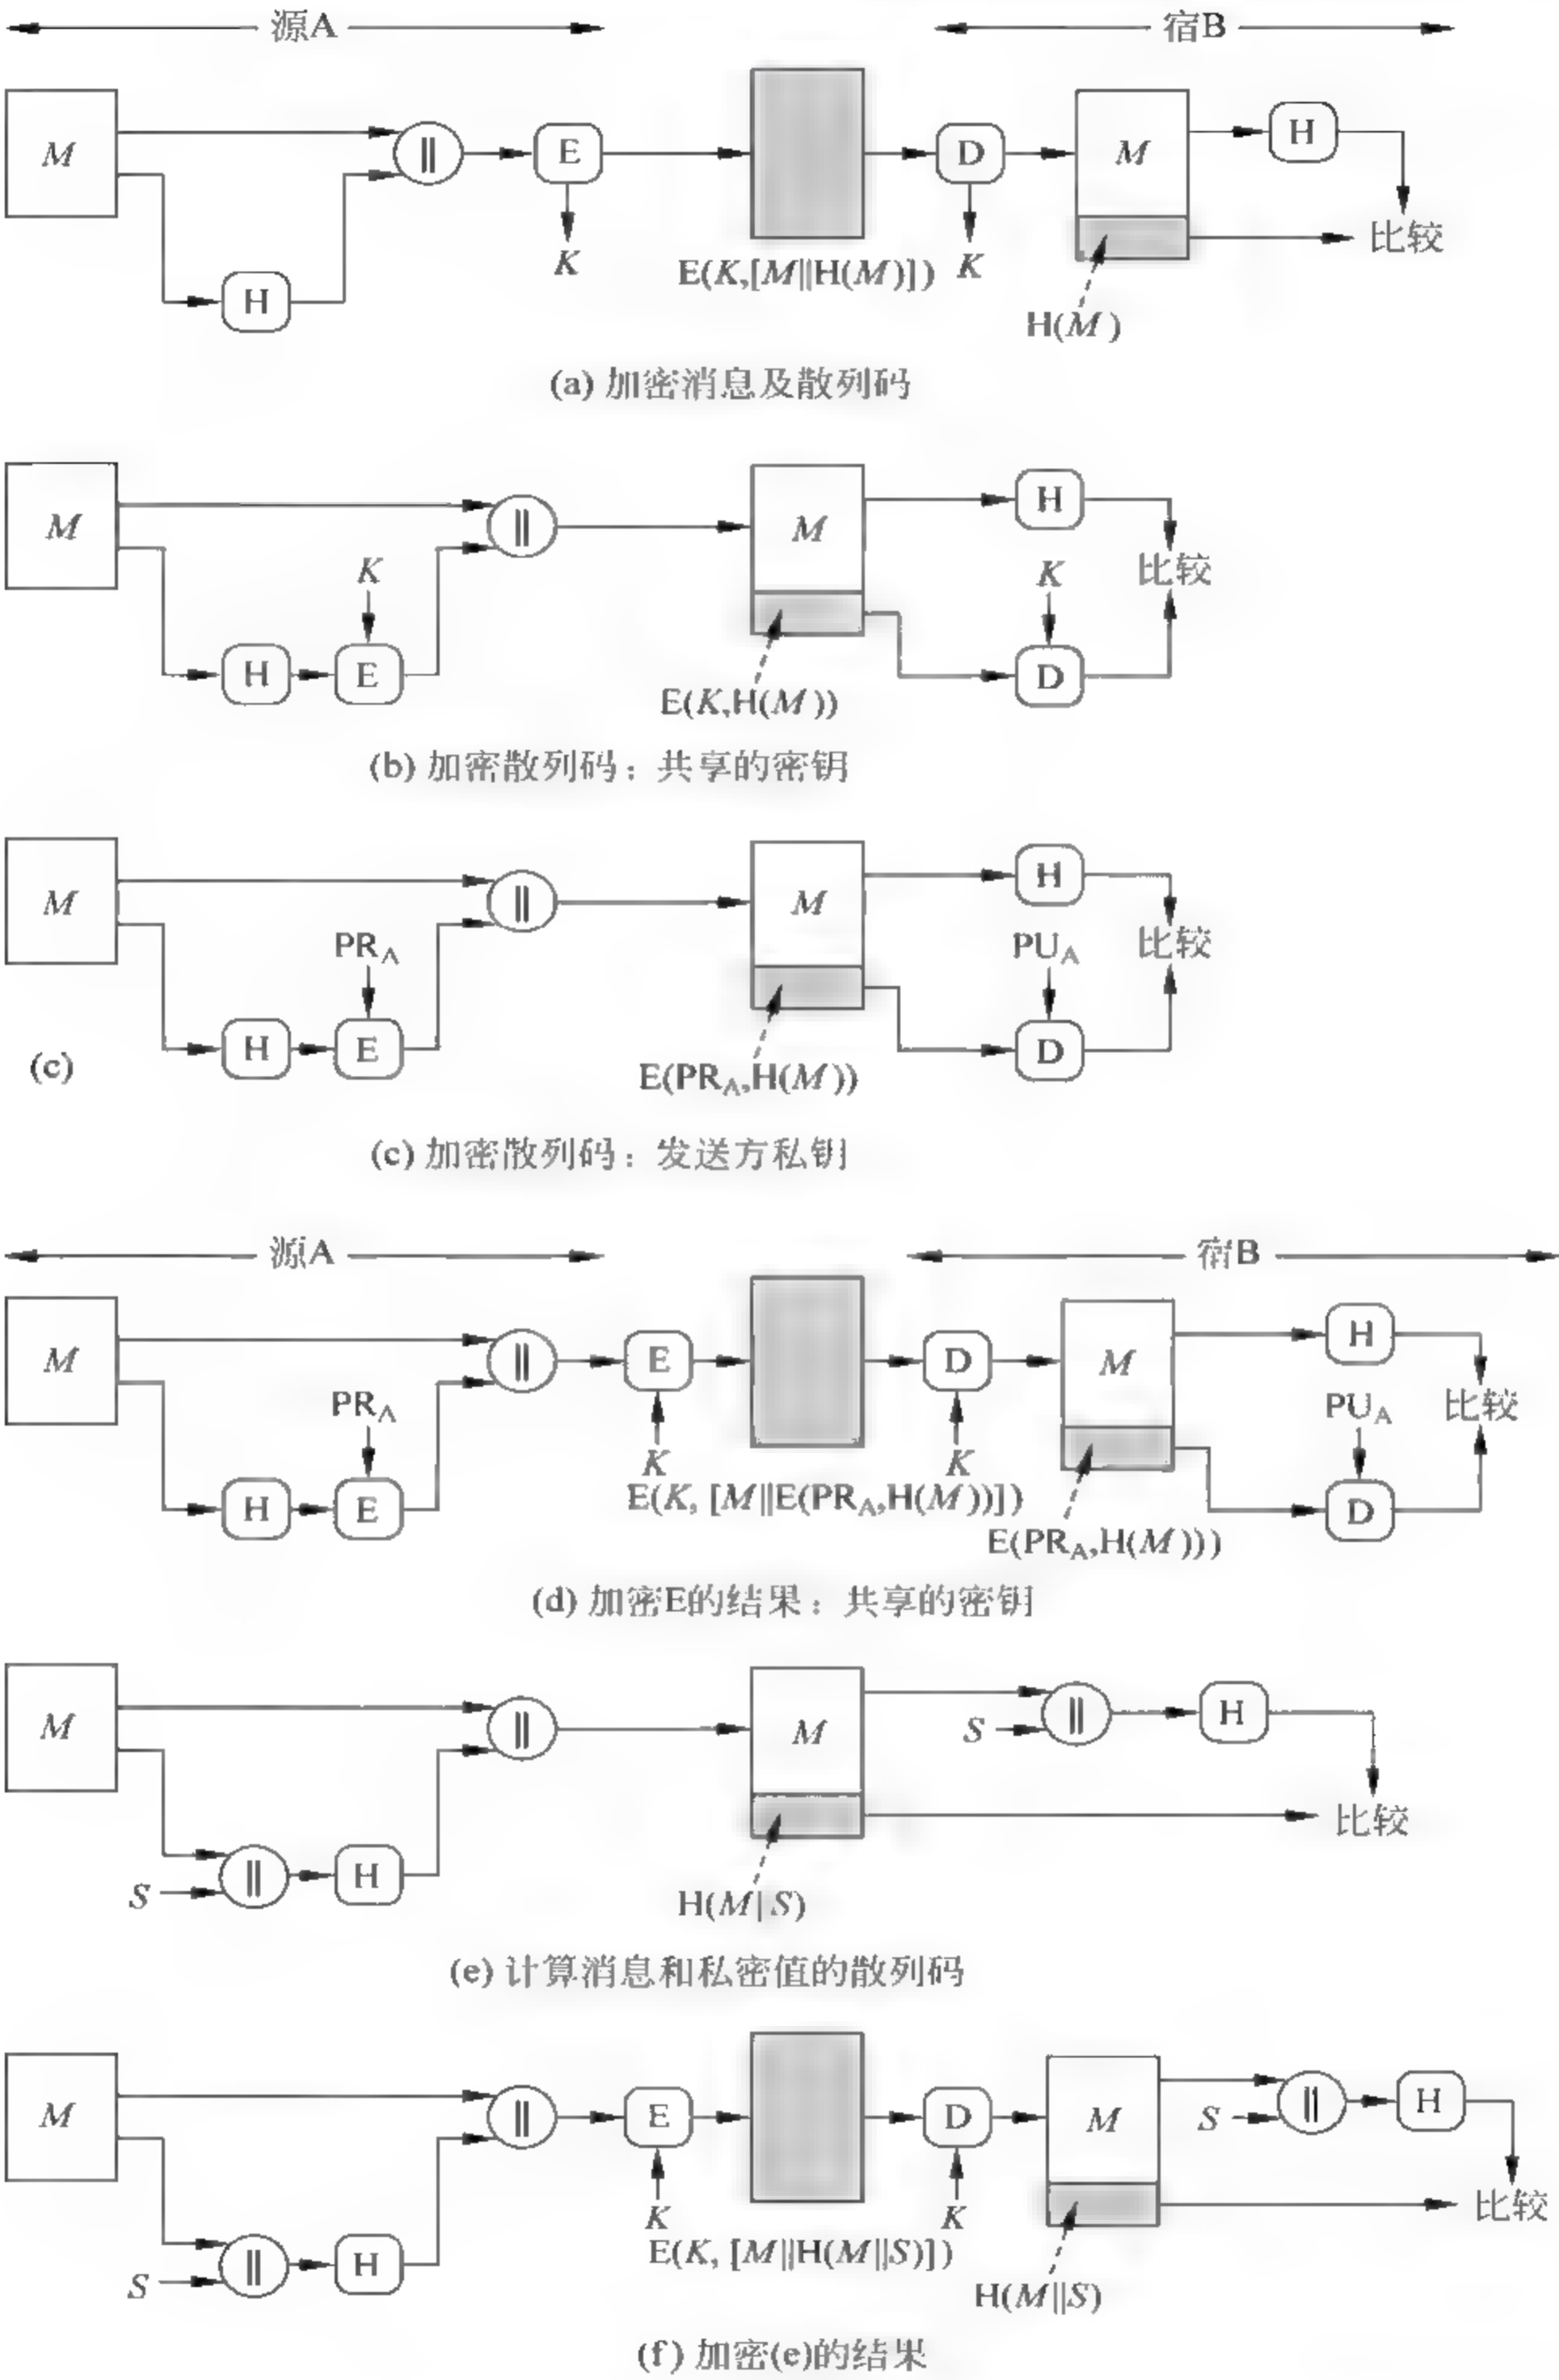 源A 宿B
M || E D M H
K K 比较
H E(K,[M||H(M)])
H(M)
(a) 加密消息及散列码
M || M H
K K 比较
H E D
E(K,H(M))
(b) 加密散列码：共享的密钥
M || M H
PRA PUA 比较
H E D
(c) E(PRA,H(M))
(c) 加密散列码：发送方私钥
源A 宿B
M || E D M H
PRA K K PUA 比较
H E E(K, [M||E(PRA,H(M))]) D
E(PRA,H(M)))
(d) 加密E的结果：共享的密钥
M || M S || H
S || H 比较
H(M|S)
(e) 计算消息和私密值的散列码
M || E D M S || H
K K 比较
S || H E(K, [M||H(M||S)])
H(M||S)
(f) 加密(e)的结果